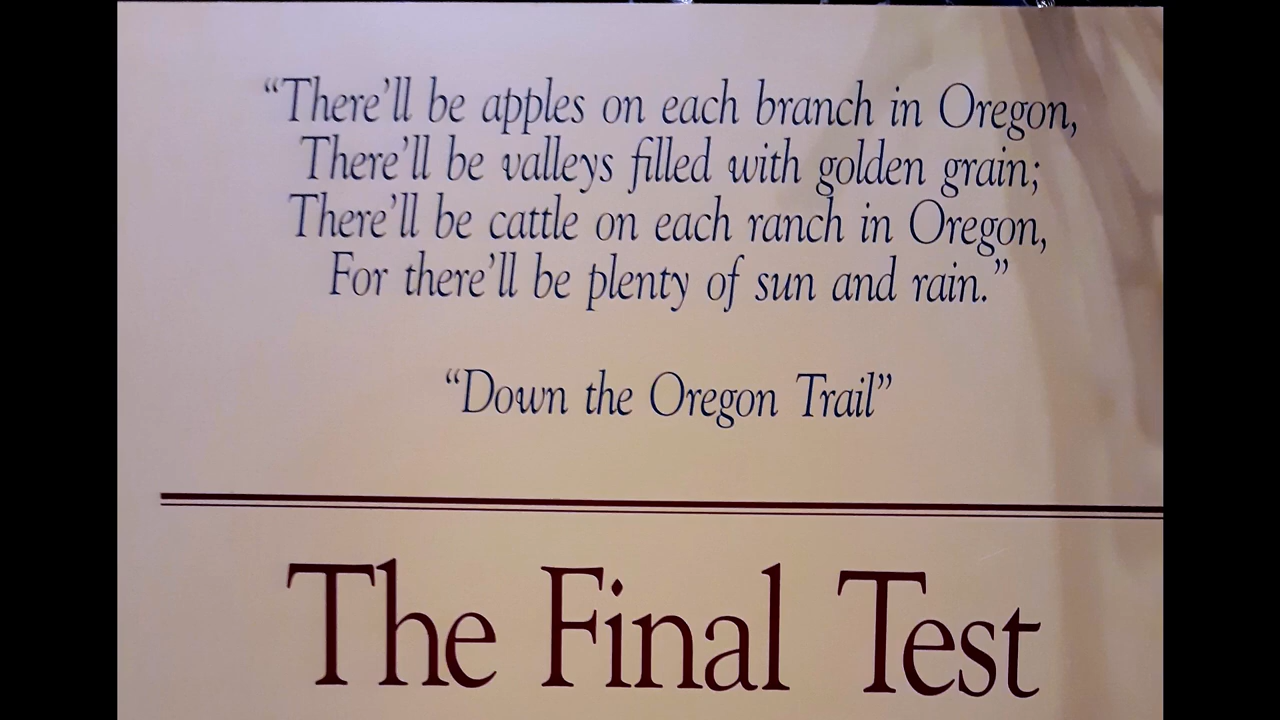 “There’ll be apples on each branch in Oregon,
There’ll be valleys filled with golden grain;
There’ll be cattle on each ranch in Oregon,
For there’ll be plenty of sun and rain.”
“Down the Oregon Trail”
The Final Test